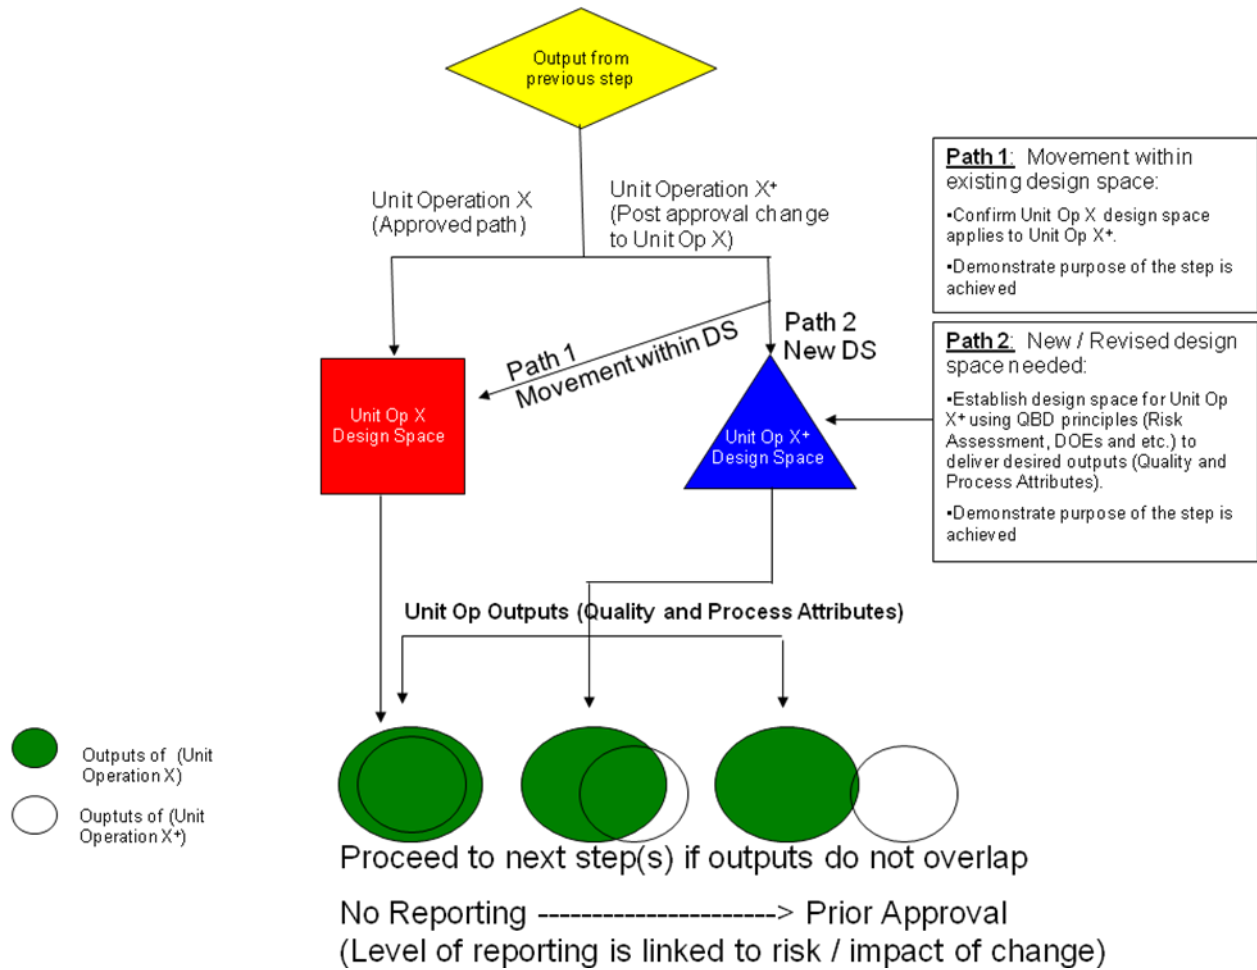 Output from
previous step
Unit Operation X
(Approved path)
Unit Operation X+
(Post approval change
to Unit Op X)
Path 1: Movement within
existing design space:
•Confirm Unit Op X design space
applies to Unit Op X+.
•Demonstrate purpose of the step is
achieved
Path 1
Movement within DS
Path 2
New DS
Path 2: New / Revised design
space needed:
•Establish design space for Unit Op
X+ using QBD principles (Risk
Assessment, DOEs and etc.) to
deliver desired outputs (Quality and
Process Attributes).
•Demonstrate purpose of the step is
achieved
Unit Op X
Design Space
Unit Op X+
Design Space
Unit Op Outputs (Quality and Process Attributes)
Outputs of (Unit
Operation X)
Ouptuts of (Unit
Operation X+)
Proceed to next step(s) if outputs do not overlap
No Reporting ----------------------> Prior Approval
(Level of reporting is linked to risk / impact of change)